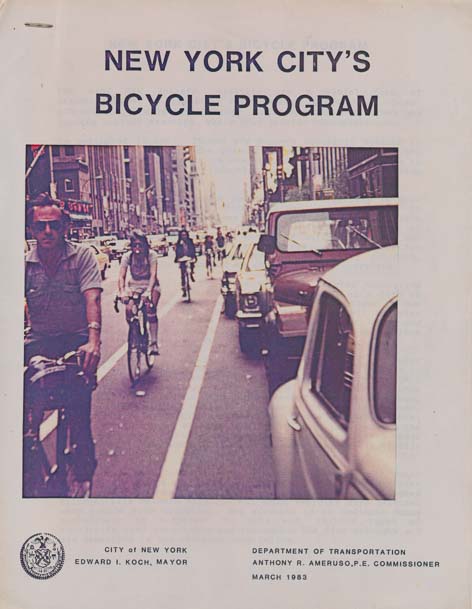 NEW YORK CITY'S
BICYCLE PROGRAM
CITY of NEW YORK
EDWARD I. KOCH, MAYOR
DEPARTMENT OF TRANSPORTATION
ANTHONY R. AMERUSO,P.E. COMMISSIONER
MARCH 1983